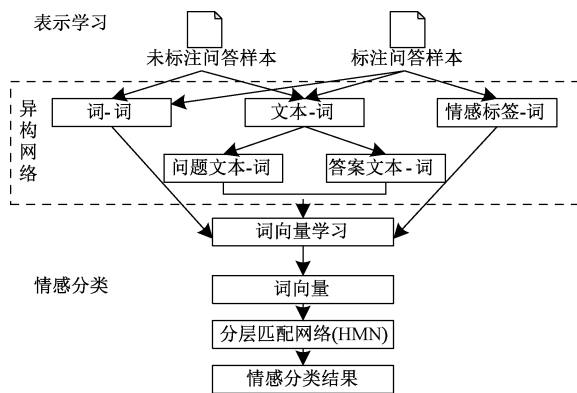 表示学习
未标注问答样本
标注问答样本
异构网络
词-词
文本-词
情感标签-词
问题文本-词
答案文本-词
词向量学习
情感分类
词向量
分层匹配网络(HMN)
情感分类结果